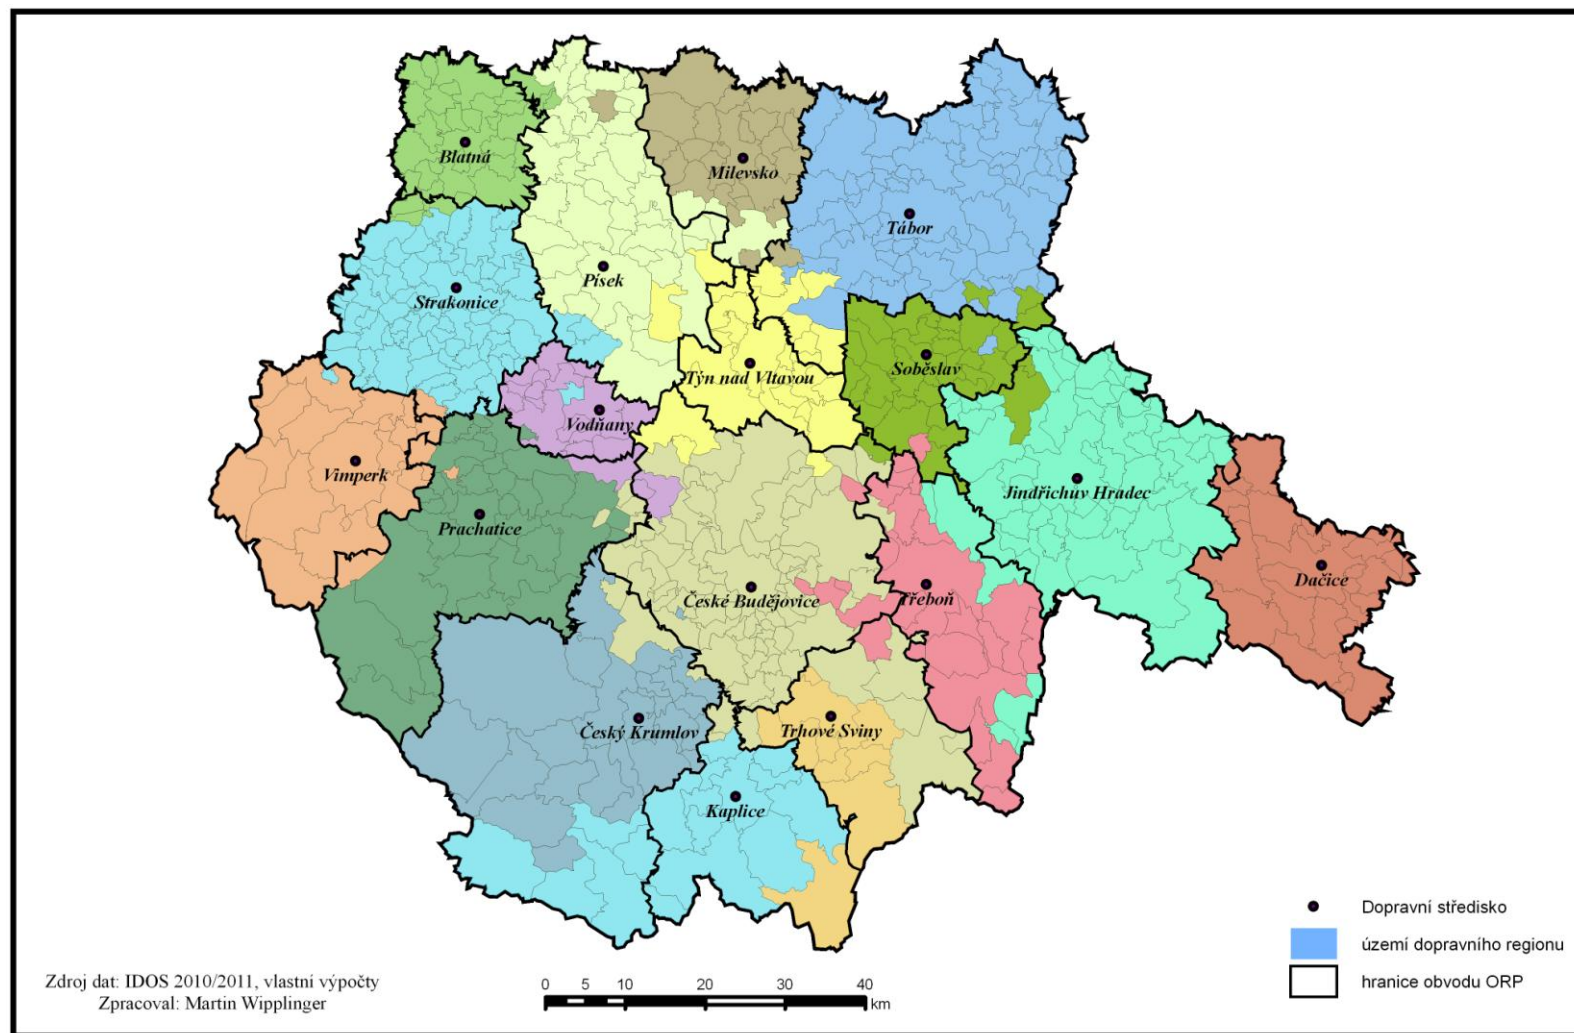 Blatná
Milevsko
Tábor
Písek
Strakonice
Soběslav
Týn nad Vltavou
Vodňany
Vimperk
Jindřichuv Hradec
Prachatice
Dačice
České Budějovice
Třeboň
Český Krumlov
Trhové Sviny
Kaplice
Dopravní středisko
území dopravního regionu
hranice obvodu ORP
Zdroj dat: IDOS 2010/2011, vlastní výpočty
Zpracoval: Martin Wipplinger
0 5 10 20 30 40
km